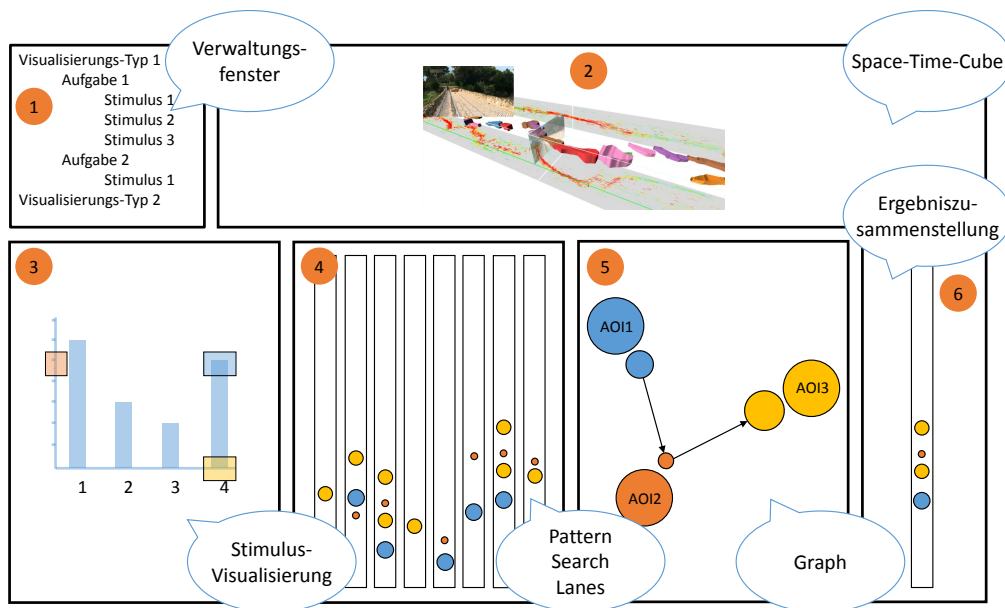 Verwaltungs-
fenster
Visualisierungs-Typ 1
Aufgabe 1
Stimulus 1
Stimulus 2
Stimulus 3
Aufgabe 2
Stimulus 1
Visualisierungs-Typ 2
1
2
Space-Time-Cube
Ergebniszu-
sammenstellung
3
1
2
3
4
Stimulus-
Visualisierung
4
Pattern
Search
Lanes
5
AOI1
AOI3
AOI2
Graph
6